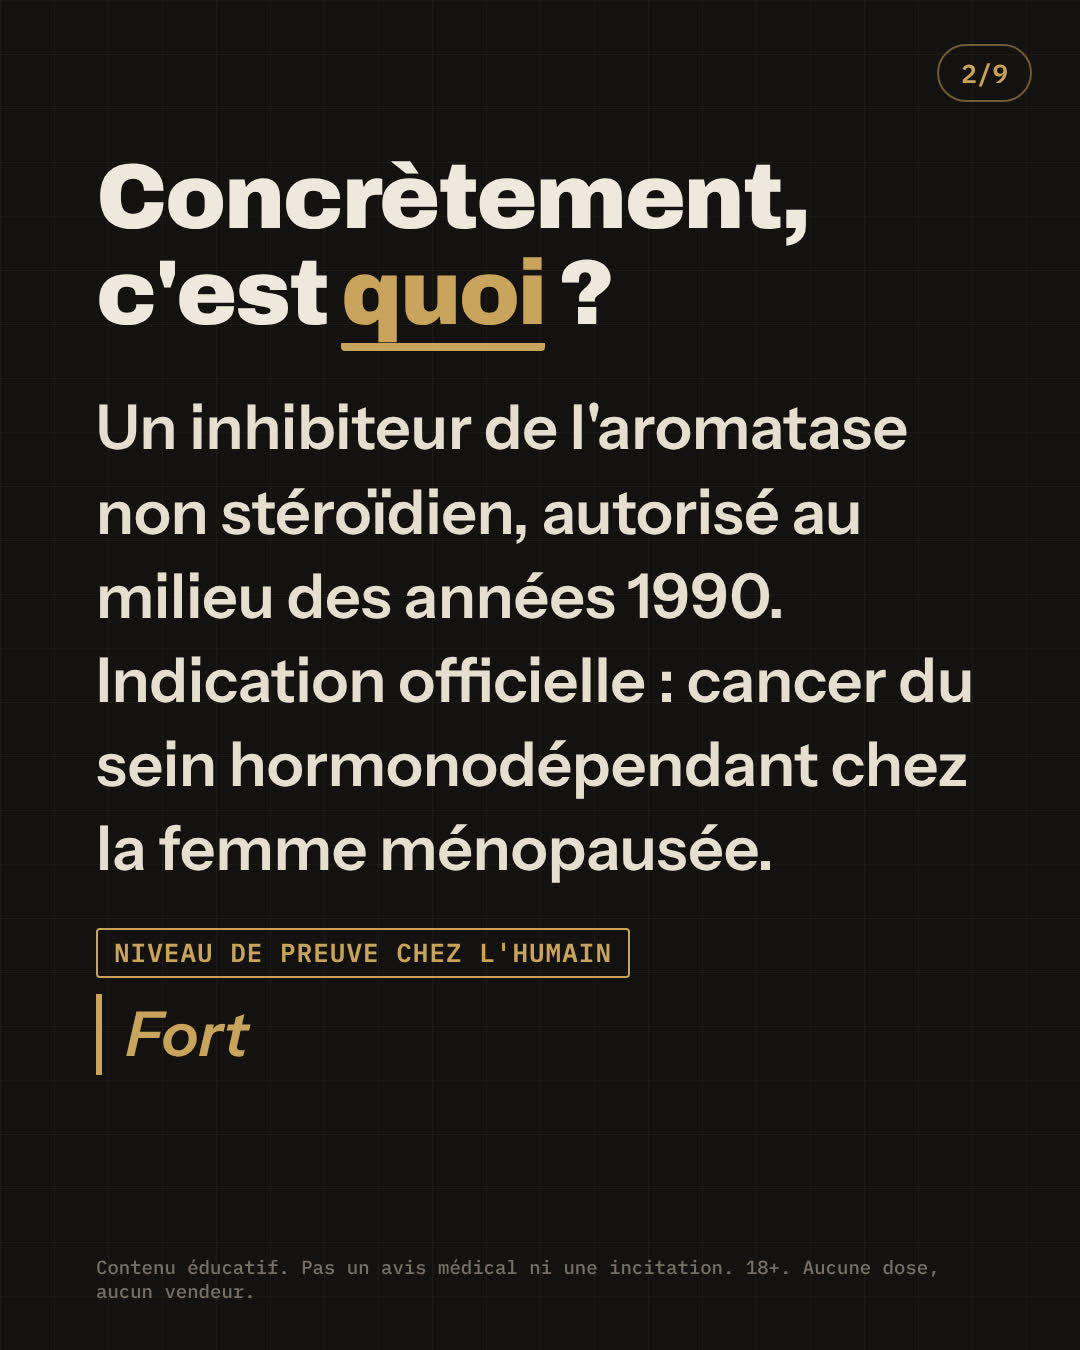 2/9
Concrètement,
c'est quoi ?
Un inhibiteur de l'aromatase
non stéroïdien, autorisé au
milieu des années 1990.
Indication officielle : cancer du
sein hormonodépendant chez
la femme ménopausée.
NIVEAU DE PREUVE CHEZ L'HUMAIN
Fort
Contenu éducatif. Pas un avis médical ni une incitation. 18+. Aucune dose,
aucun vendeur.